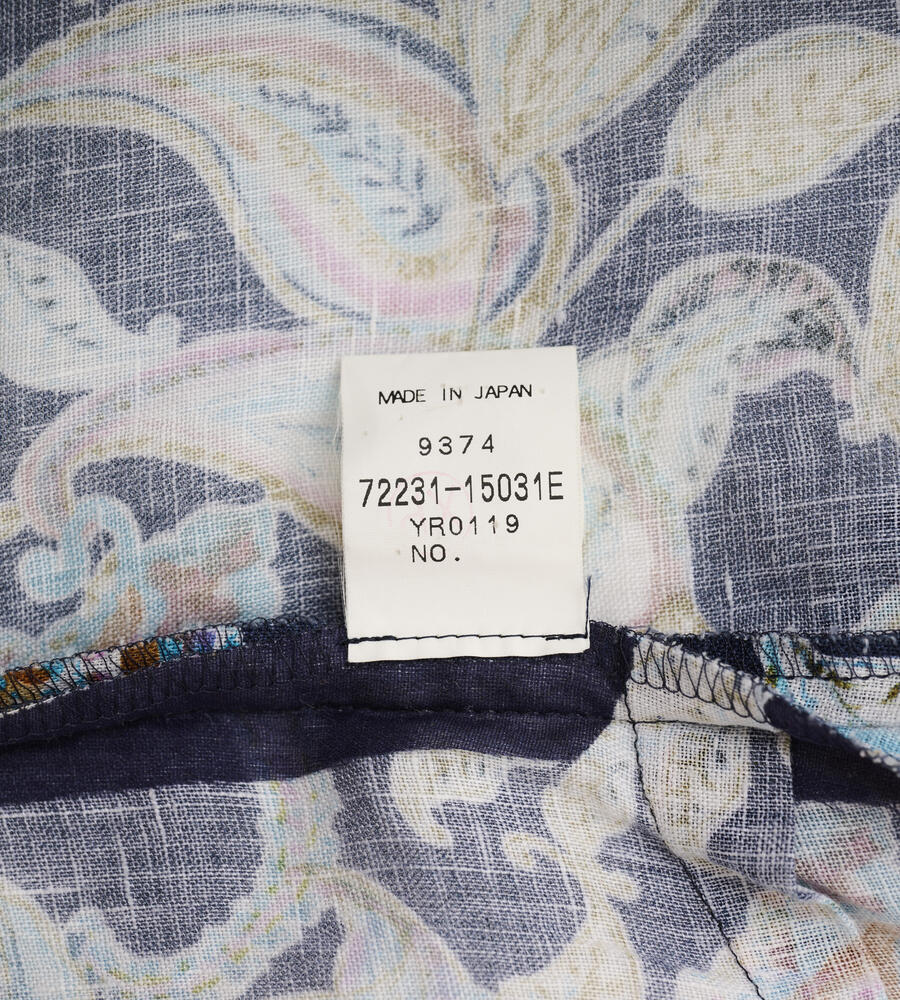 MADE IN JAPAN
9374
72231-15031E
YR0119
NO.